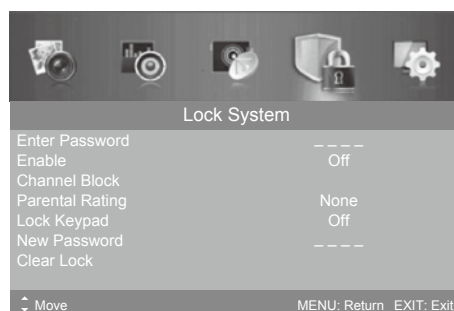 Lock System
Enter Password _ _ _ _
Enable Off
Channel Block
Parental Rating None
Lock Keypad Off
New Password _ _ _ _
Clear Lock
Move MENU: Return EXIT: Exit